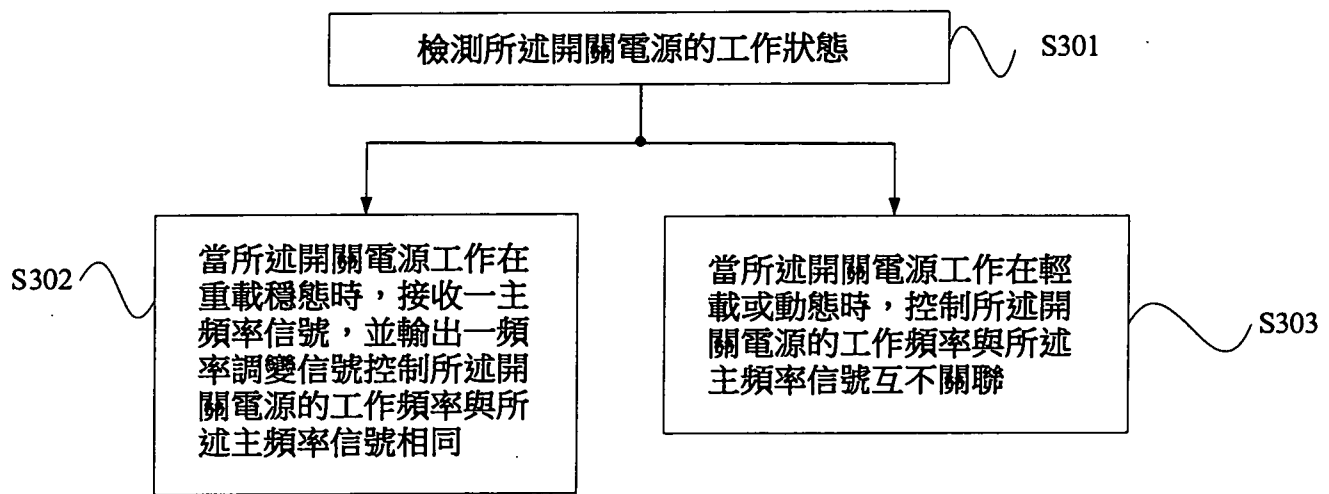 檢測所述開關電源的工作狀態
S301
S302
當所述開關電源工作在
重載穩態時，接收一主
頻率信號，並輸出一頻
率調變信號控制所述開
關電源的工作頻率與所
述主頻率信號相同
當所述開關電源工作在輕
載或動態時，控制所述開
關電源的工作頻率與所述
主頻率信號互不關聯
S303